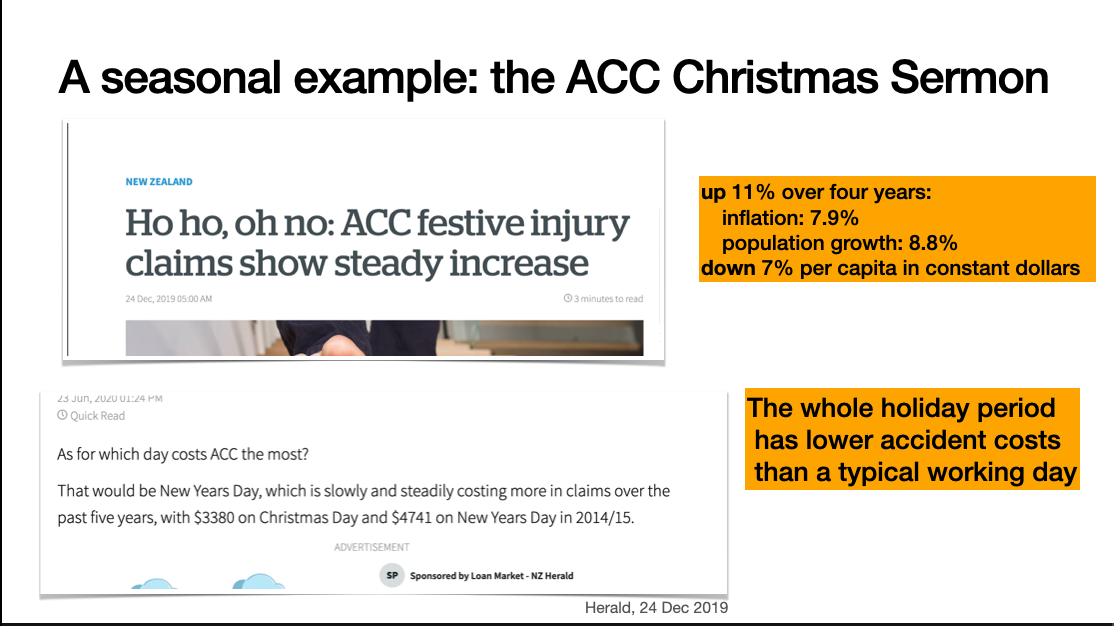 A seasonal example: the ACC Christmas Sermon
NEW ZEALAND
Ho ho, oh no: ACC festive injury
claims show steady increase
24 Dec, 2019 05:00 AM
3 minutes to read
up 11% over four years:
inflation: 7.9%
population growth: 8.8%
down 7% per capita in constant dollars
23 Jun, 2020 01:24 PM
Quick Read
As for which day costs ACC the most?
That would be New Years Day, which is slowly and steadily costing more in claims over the
past five years, with $3380 on Christmas Day and $4741 on New Years Day in 2014/15.
ADVERTISEMENT
SP Sponsored by Loan Market - NZ Herald
The whole holiday period
has lower accident costs
than a typical working day
Herald, 24 Dec 2019